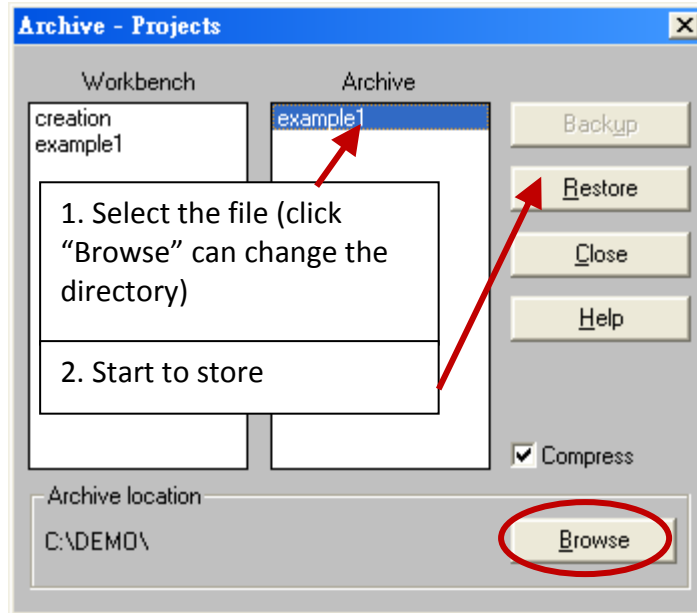 Archive - Projects
Workbench
Archive
creation
example1
example1
Backup
Restore
Close
Help
1. Select the file (click
“Browse” can change the
directory)
2. Start to store
Compress
Archive location
C:\DEMO\
Browse